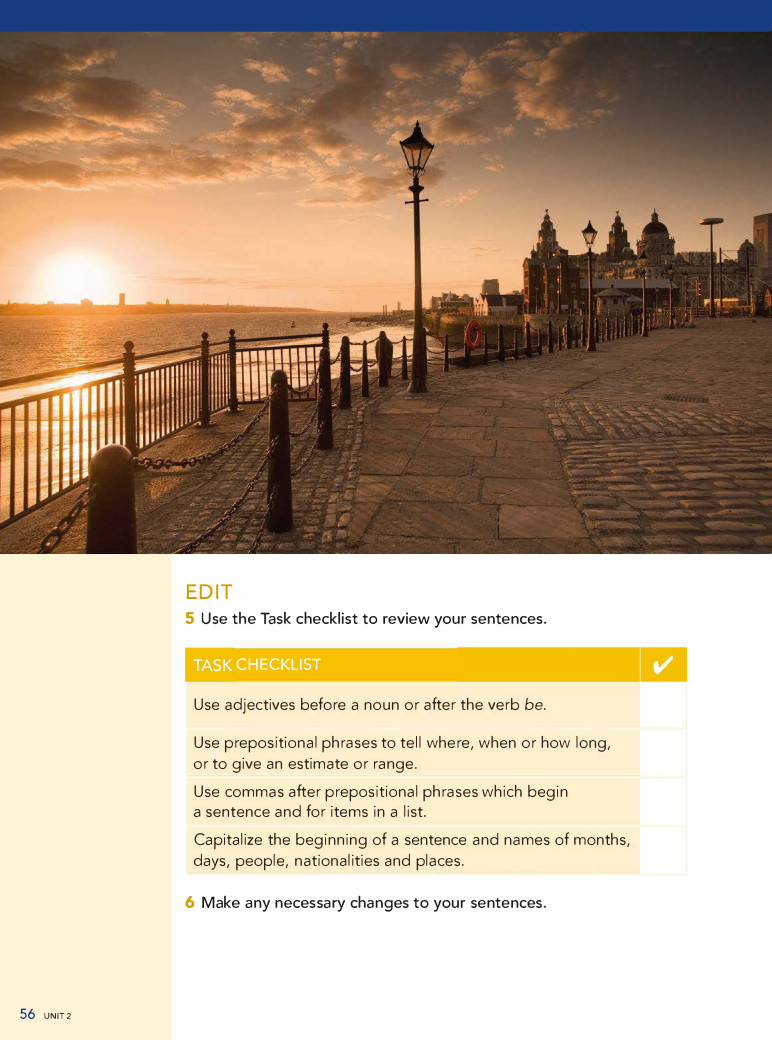 EDIT
5 Use the Task checklist to review your sentences.
TASK CHECKLIST ✔
Use adjectives before a noun or after the verb be.
Use prepositional phrases to tell where, when or how long,
or to give an estimate or range.
Use commas after prepositional phrases which begin
a sentence and for items in a list.
Capitalize the beginning of a sentence and names of months,
days, people, nationalities and places.
6 Make any necessary changes to your sentences.
56 UNIT 2